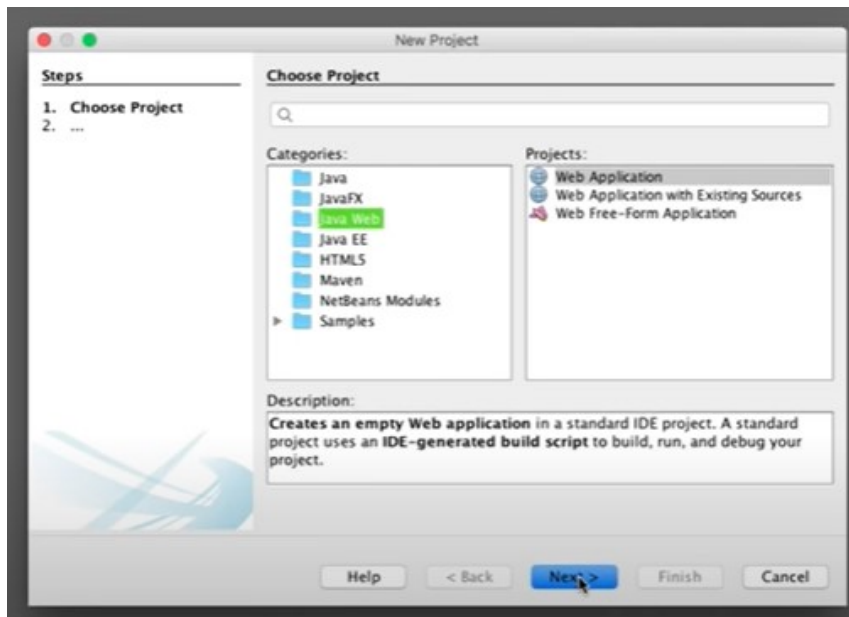 New Project
Steps
1. Choose Project
2. ...
Choose Project
Categories:
Java
JavaFX
Java Web
Java EE
HTML5
Maven
NetBeans Modules
Samples
Projects:
Web Application
Web Application with Existing Sources
Web Free-Form Application
Description:
Creates an empty Web application in a standard IDE project. A standard
project uses an IDE-generated build script to build, run, and debug your
project.
Help
< Back
Next >
Finish
Cancel